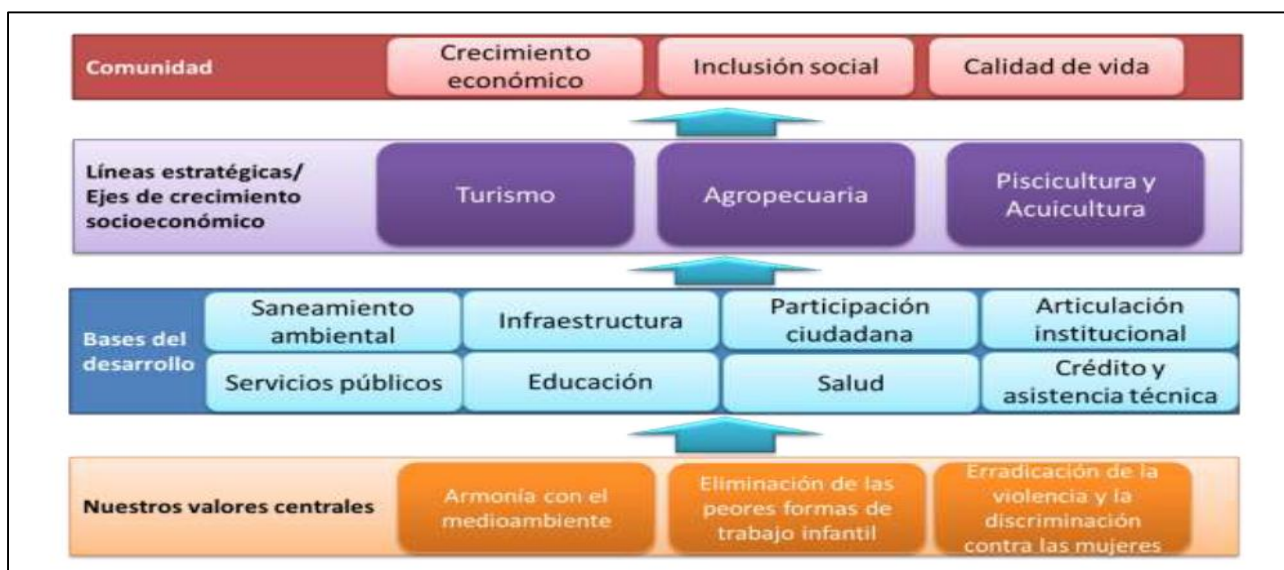 Comunidad
Crecimiento
económico
Inclusión social
Calidad de vida
Líneas estratégicas/
Ejes de crecimiento
socioeconómico
Turismo
Agropecuaria
Piscicultura y
Acuicultura
Bases del
desarrollo
Saneamiento
ambiental
Infraestructura
Participación
ciudadana
Articulación
institucional
Servicios públicos
Educación
Salud
Crédito y
asistencia técnica
Nuestros valores centrales
Armonía con el
medioambiente
Eliminación de las
peores formas de
trabajo infantil
Erradicación de la
violencia y la
discriminación
contra las mujeres